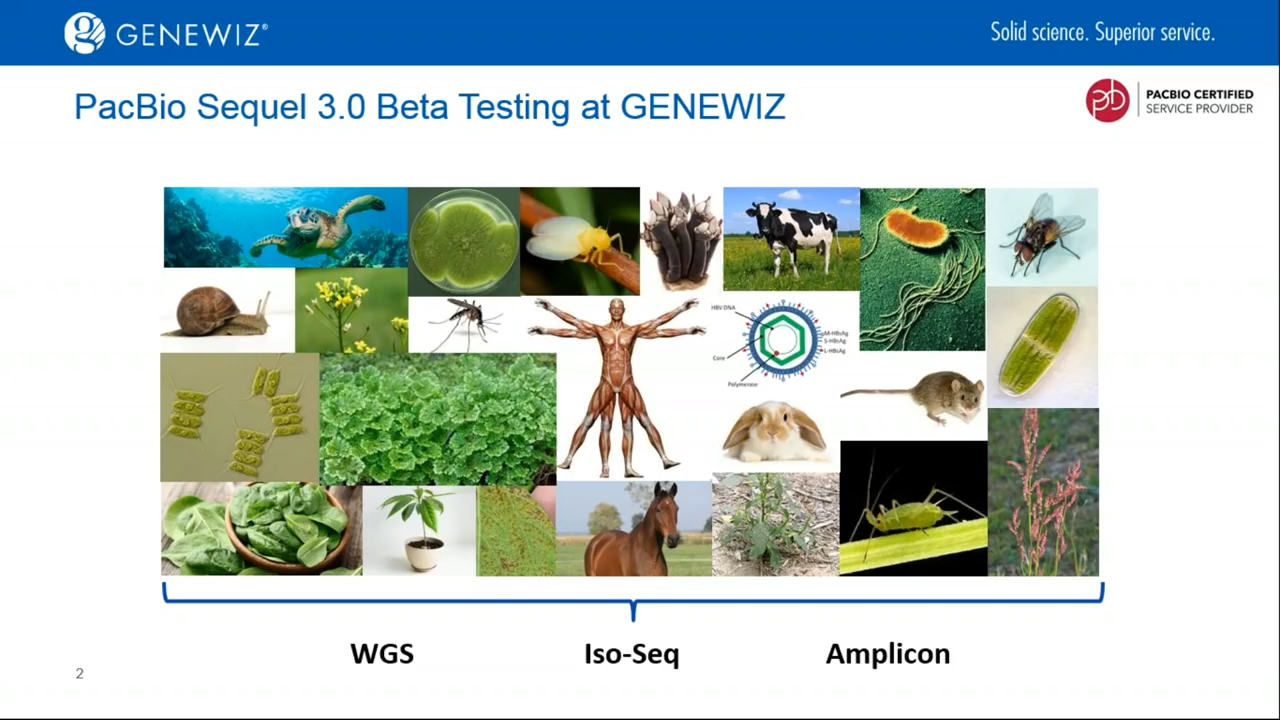 GENEWIZ®
Solid science. Superior service.
PacBio Sequel 3.0 Beta Testing at GENEWIZ
pb
PACBIO CERTIFIED
SERVICE PROVIDER
HBV DNA
M-HBsAg
S-HBsAg
L-HBsAg
Core
Polymerase
WGS
Iso-Seq
Amplicon
2